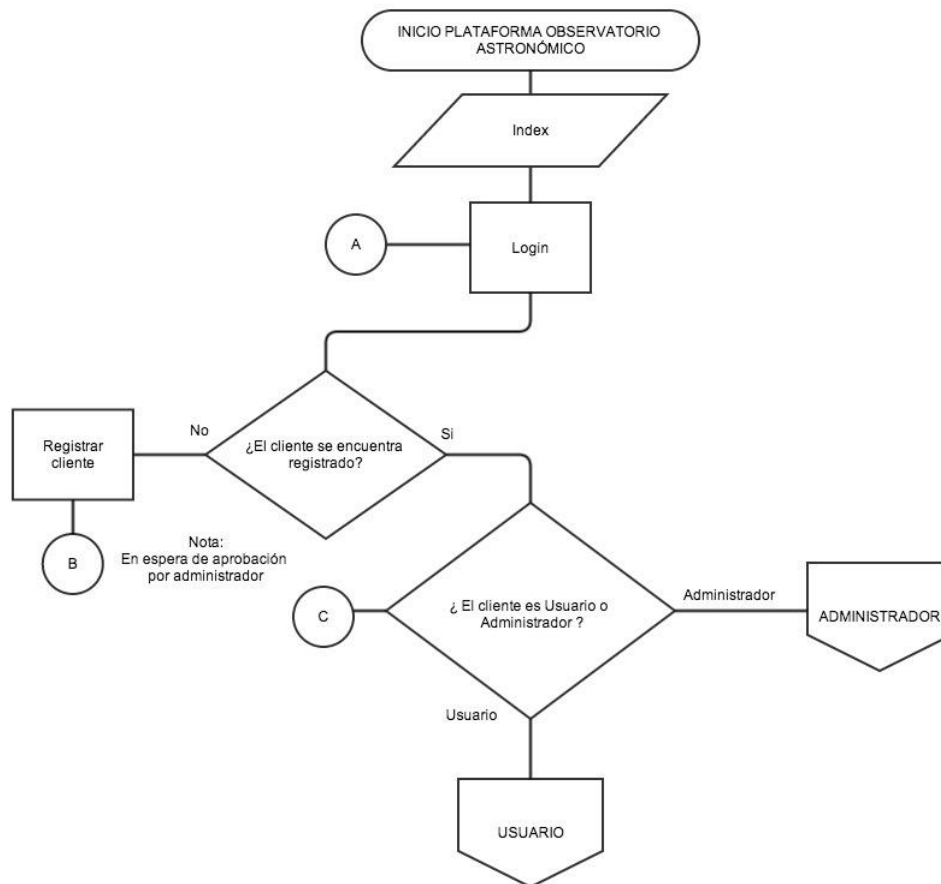 INICIO PLATAFORMA OBSERVATORIO
ASTRONÓMICO
Index
A
Login
No
Si
Registrar
cliente
¿El cliente se encuentra
registrado?
B
Nota:
En espera de aprobación
por administrador
C
¿ El cliente es Usuario o
Administrador ?
Administrador
ADMINISTRADOR
Usuario
USUARIO